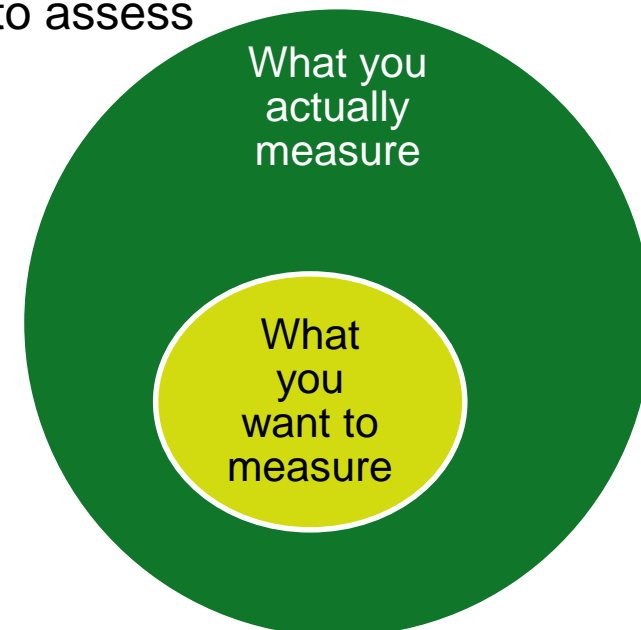 to assess
What you
actually
measure
What
you
want to
measure